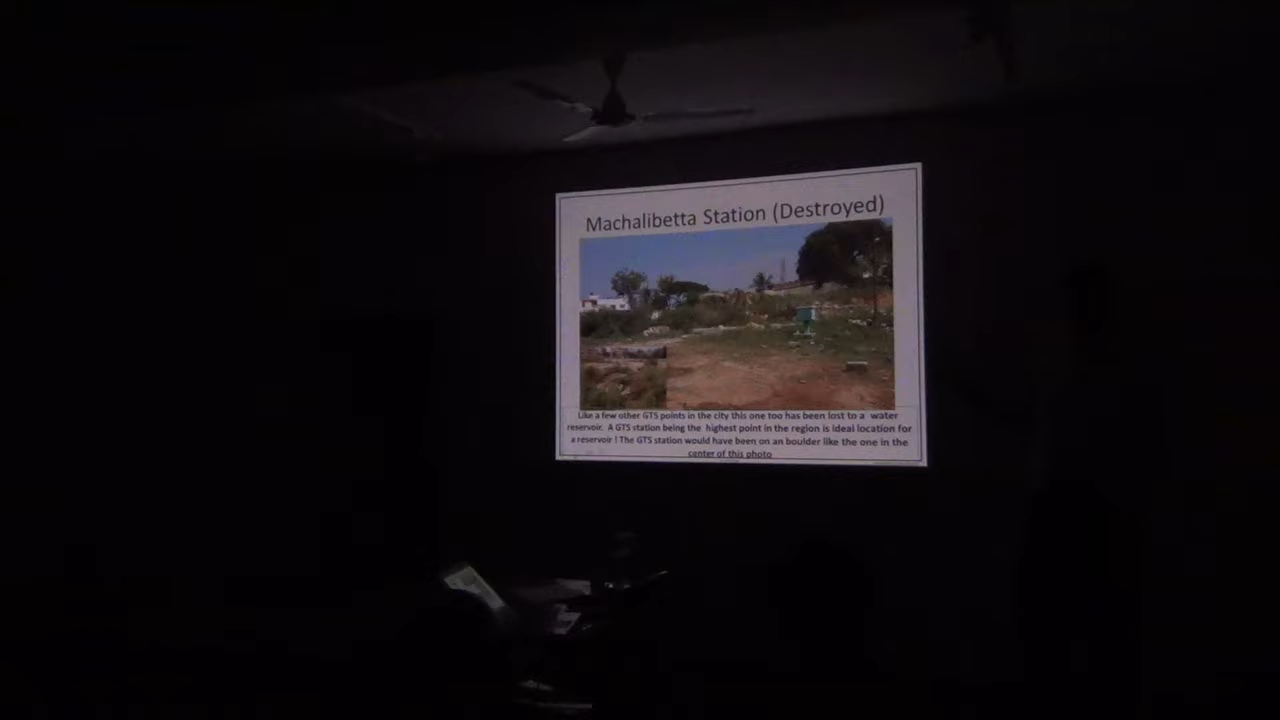 Machalibetta Station (Destroyed)
Like a few other GTS points in the city this one too has been lost to a water
reservoir. A GTS station being the highest point in the region is ideal location for
a reservoir ! The GTS station would have been on an boulder like the one in the
center of this photo